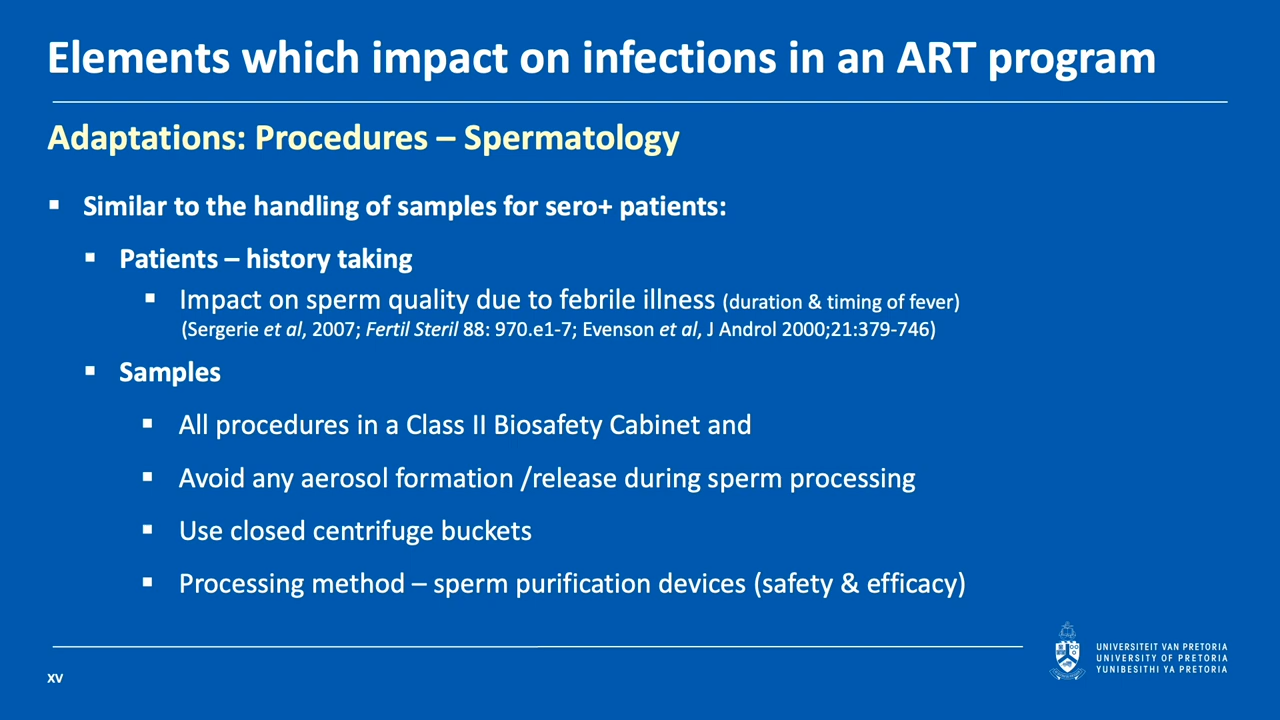 Elements which impact on infections in an ART program
Adaptations: Procedures – Spermatology
▪ Similar to the handling of samples for sero+ patients:
▪ Patients – history taking
▪ Impact on sperm quality due to febrile illness (duration & timing of fever)
(Sergerie et al, 2007; Fertil Steril 88: 970.e1-7; Evenson et al, J Androl 2000;21:379-746)
▪ Samples
▪ All procedures in a Class II Biosafety Cabinet and
▪ Avoid any aerosol formation /release during sperm processing
▪ Use closed centrifuge buckets
▪ Processing method – sperm purification devices (safety & efficacy)
UNIVERSITEIT VAN PRETORIA
UNIVERSITY OF PRETORIA
YUNIBESITHI YA PRETORIA
XV